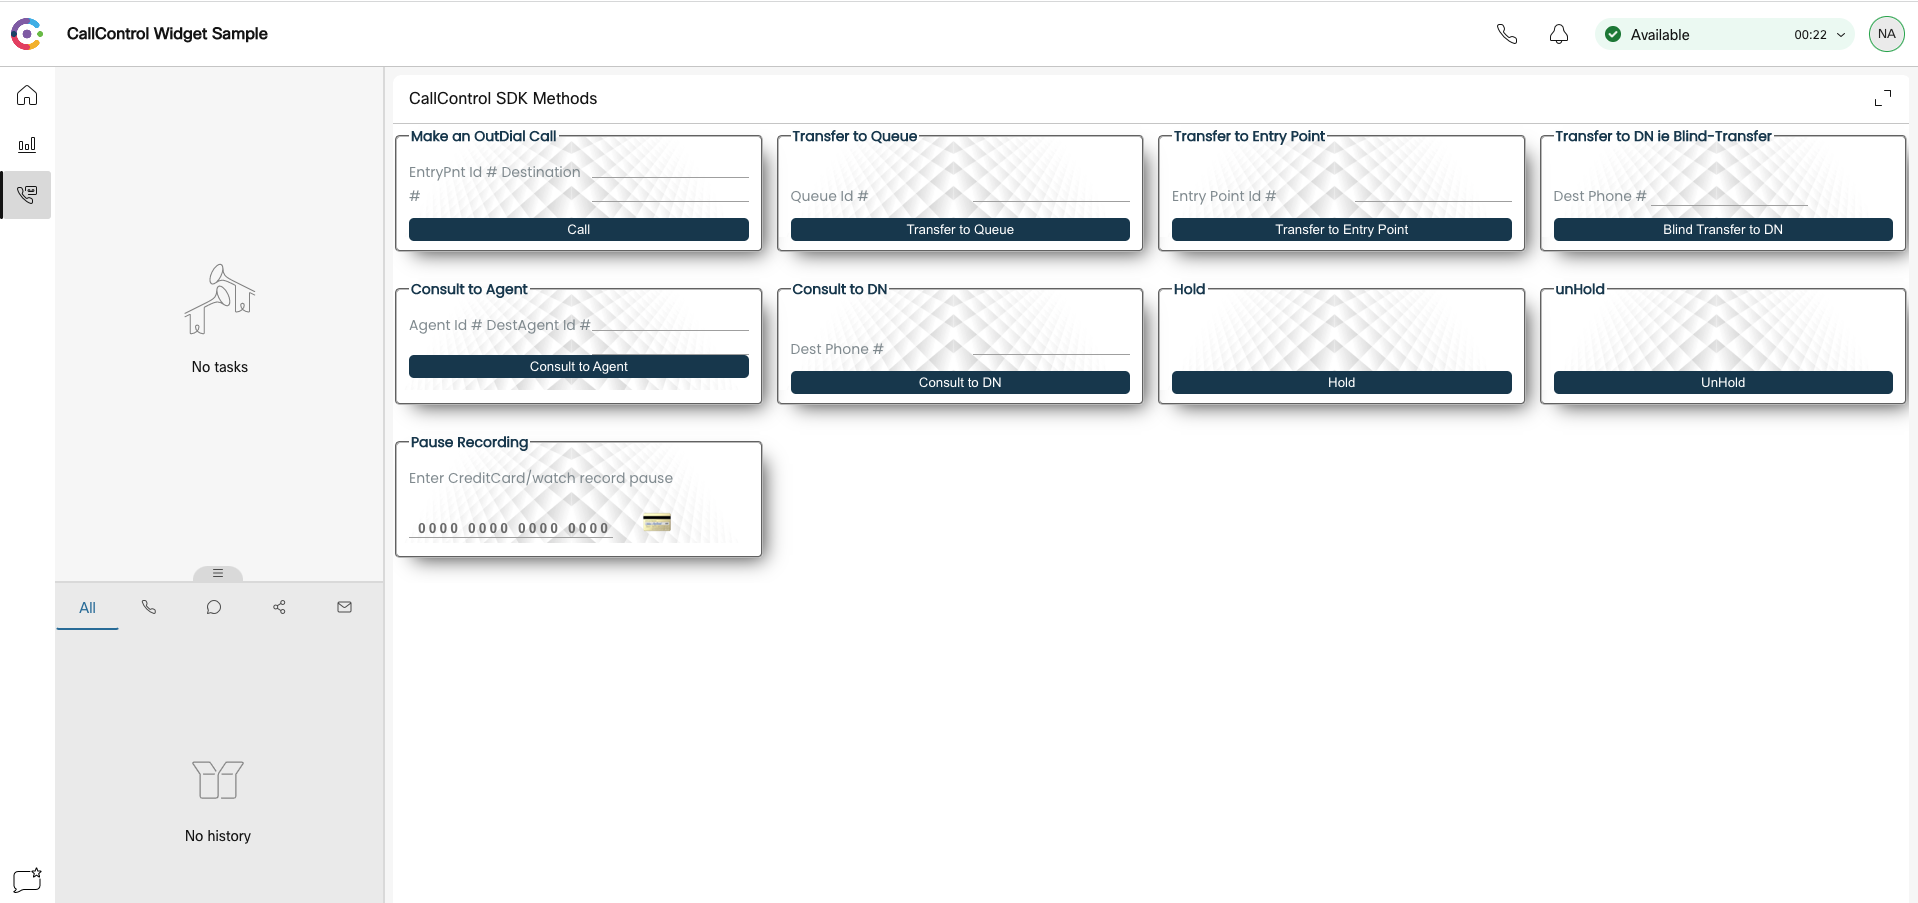 CallControl Widget Sample
Available
00:22
NA
CallControl SDK Methods
Make an OutDial Call
EntryPnt Id # Destination
#
Call
Transfer to Queue
Queue Id #
Transfer to Queue
Transfer to Entry Point
Entry Point Id #
Transfer to Entry Point
Transfer to DN ie Blind-Transfer
Dest Phone #
Blind Transfer to DN
Consult to Agent
Agent Id # DestAgent Id #
Consult to Agent
Consult to DN
Dest Phone #
Consult to DN
Hold
Hold
unHold
UnHold
Pause Recording
Enter CreditCard/watch record pause
0000 0000 0000 0000
No tasks
All
No history